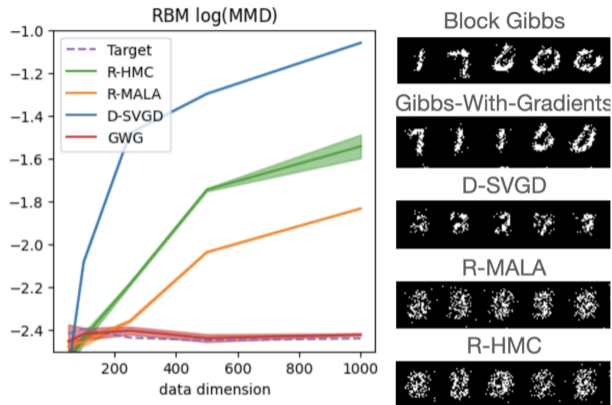 RBM log(MMD)
−1.0
−1.2
−1.4
−1.6
−1.8
−2.0
−2.2
−2.4
Target
R-HMC
R-MALA
D-SVGD
GWG
200
400
600
800
1000
data dimension
Block Gibbs
Gibbs-With-Gradients
D-SVGD
R-MALA
R-HMC